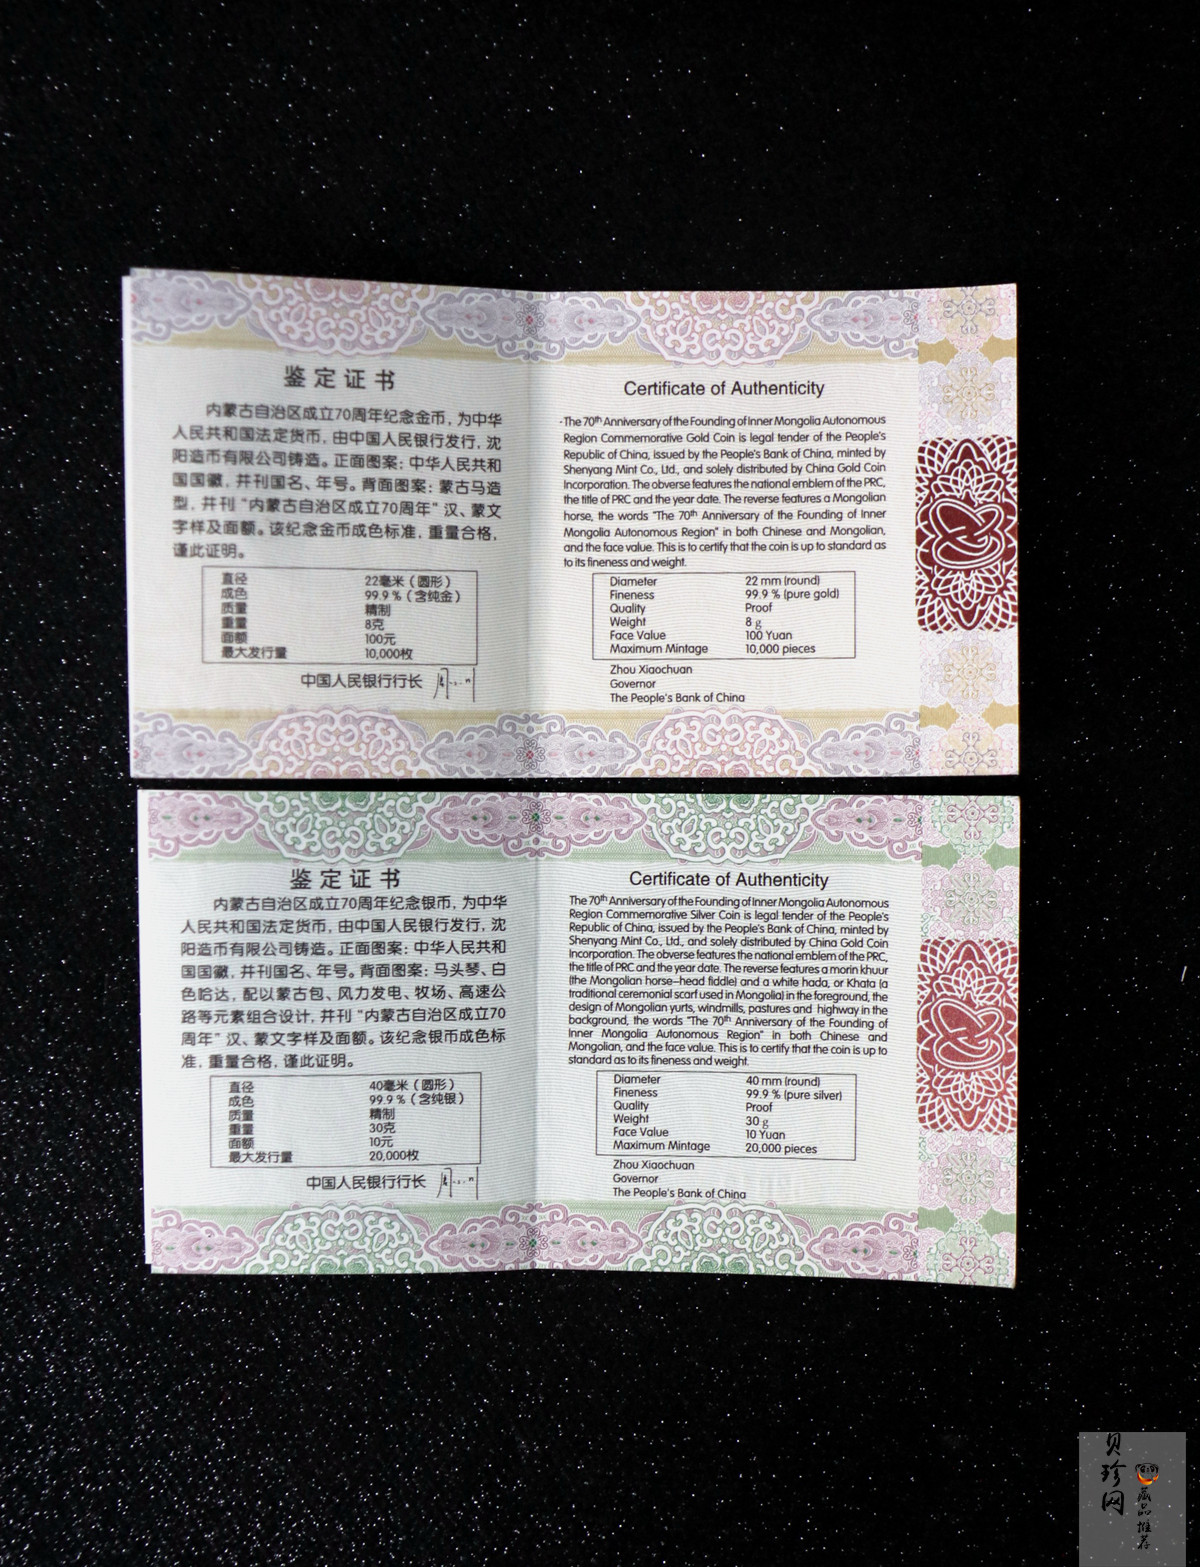 鉴定证书
内蒙古自治区成立70周年纪念金币，为中华
人民共和国法定货币，由中国人民银行发行，沈
阳造币有限公司铸造。正面图案：中华人民共和
国国徽，并刊国名、年号。背面图案：蒙古马造
型，并刊“内蒙古自治区成立70周年”汉、蒙文
字样及面额。该纪念金币成色标准，重量合格，
谨此证明。
直径 22毫米（圆形）
成色 99.9％（含纯金）
质量 精制
重量 8克
面额 100元
最大发行量 10,000枚
中国人民银行行长
Certificate of Authenticity
The 70th Anniversary of the Founding of Inner Mongolia Autonomous
Region Commemorative Gold Coin is legal tender of the People's
Republic of China, issued by the People's Bank of China, minted by
Shenyang Mint Co., Ltd., and solely distributed by China Gold Coin
Incorporation. The obverse features the national emblem of the PRC,
the title of PRC and the year date. The reverse features a Mongolian
horse, the words "The 70th Anniversary of the Founding of Inner
Mongolia Autonomous Region" in both Chinese and Mongolian,
and the face value. This is to certify that the coin is up to standard as
to its fineness and weight.
Diameter 22 mm (round)
Fineness 99.9 % (pure gold)
Quality Proof
Weight 8 g
Face Value 100 Yuan
Maximum Mintage 10,000 pieces
Zhou Xiaochuan
Governor
The People's Bank of China
鉴定证书
内蒙古自治区成立70周年纪念银币，为中华
人民共和国法定货币，由中国人民银行发行，沈
阳造币有限公司铸造。正面图案：中华人民共和
国国徽，并刊国名、年号。背面图案：马头琴、白
色哈达，配以蒙古包、风力发电、牧场、高速公
路等元素组合设计，并刊“内蒙古自治区成立70
周年”汉、蒙文字样及面额。该纪念银币成色标
准，重量合格，谨此证明。
直径 40毫米（圆形）
成色 99.9％（含纯银）
质量 精制
重量 30克
面额 10元
最大发行量 20,000枚
中国人民银行行长
Certificate of Authenticity
The 70th Anniversary of the Founding of Inner Mongolia Autonomous
Region Commemorative Silver Coin is legal tender of the People's
Republic of China, issued by the People's Bank of China, minted by
Shenyang Mint Co., Ltd., and solely distributed by China Gold Coin
Incorporation. The obverse features the national emblem of the PRC,
the title of PRC and the year date. The reverse features a morin khuur
(the Mongolian horse-head fiddle) and a white hada, or Khata (a
traditional ceremonial scarf used in Mongolia) in the foreground, the
design of Mongolian yurts, windmills, pastures and highway in the
background, the words "The 70th Anniversary of the Founding of
Inner Mongolia Autonomous Region" in both Chinese and
Mongolian, and the face value. This is to certify that the coin is up to
standard as to its fineness and weight.
Diameter 40 mm (round)
Fineness 99.9 % (pure silver)
Quality Proof
Weight 30 g
Face Value 10 Yuan
Maximum Mintage 20,000 pieces
Zhou Xiaochuan
Governor
The People's Bank of China
贝珍网
藏品推荐